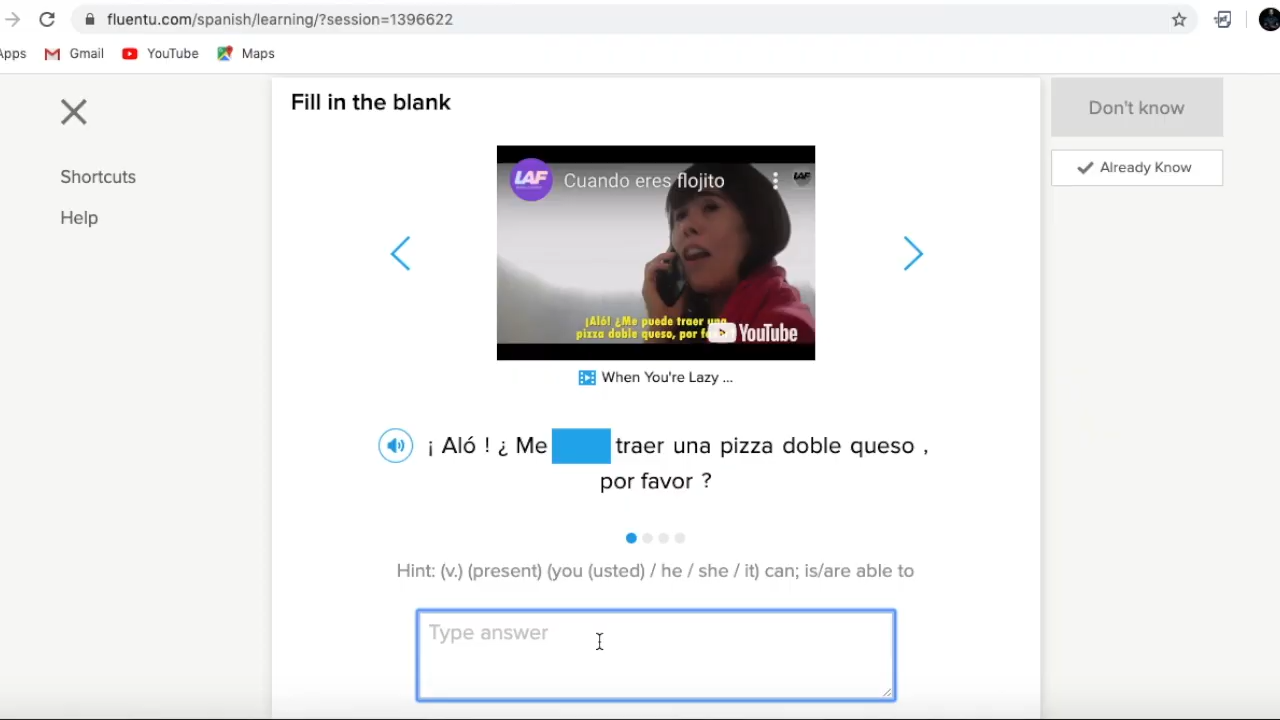 fluentu.com/spanish/learning/?session=1396622
Apps Gmail YouTube Maps
Fill in the blank
Don't know
Already Know
Shortcuts
Help
LAF Cuando eres flojito LAF
¡Aló! ¿Me puede traer una
pizza doble queso, por
YouTube
When You're Lazy ...
¡ Aló ! ¿ Me traer una pizza doble queso ,
por favor ?
Hint: (v.) (present) (you (usted) / he / she / it) can; is/are able to
Type answer